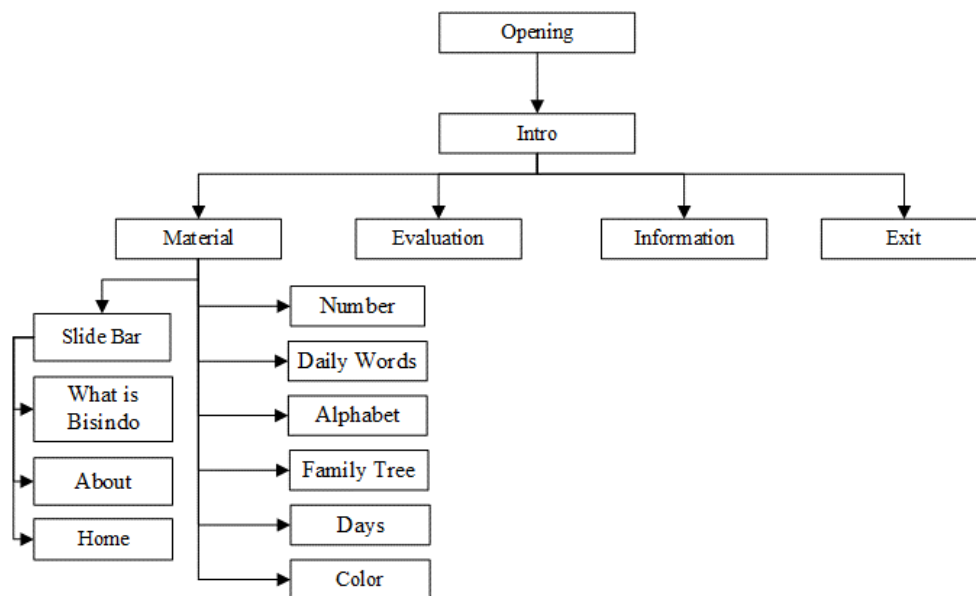 Opening
Intro
Material
Evaluation
Information
Exit
Slide Bar
What is
Bisindo
About
Home
Number
Daily Words
Alphabet
Family Tree
Days
Color